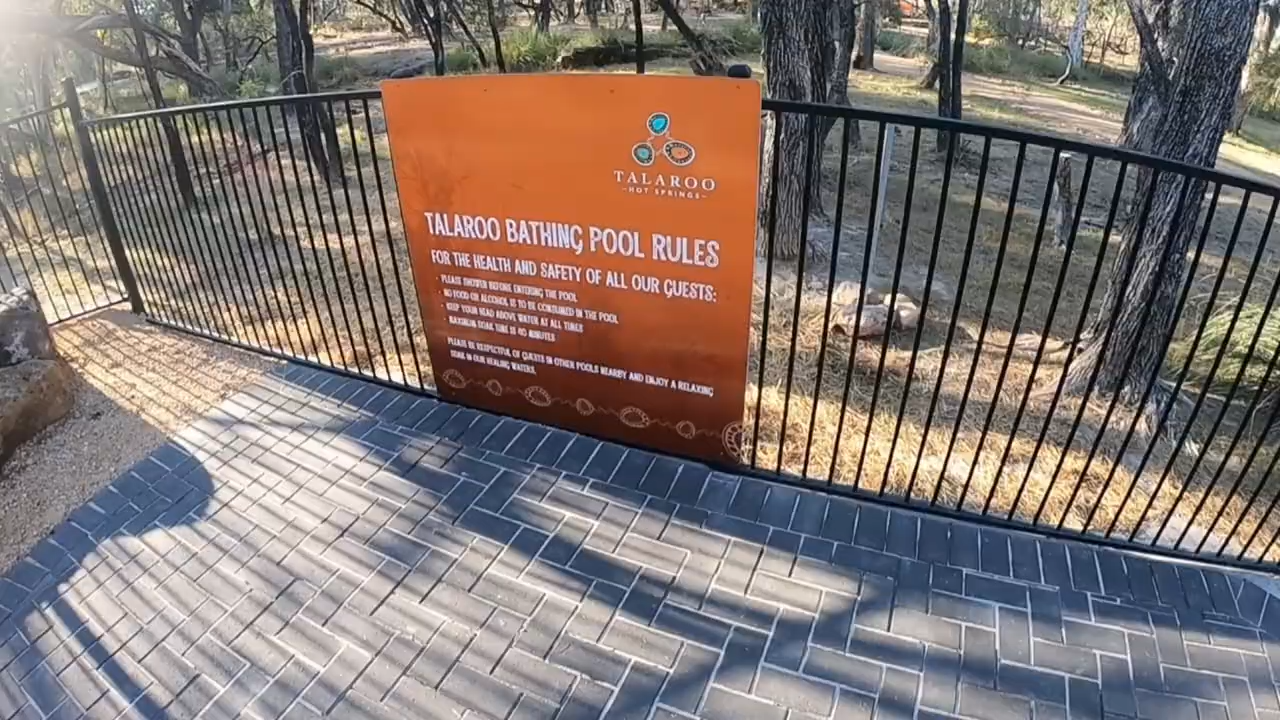 TALAROO
HOT SPRINGS
TALAROO BATHING POOL RULES
FOR THE HEALTH AND SAFETY OF ALL OUR GUESTS:
· PLEASE SHOWER BEFORE ENTERING THE POOL
· NO FOOD OR ALCOHOL IS TO BE CONSUMED IN THE POOL
· KEEP YOUR HEAD ABOVE WATER AT ALL TIMES
· MAXIMUM SOAK TIME IS 40 MINUTES
PLEASE BE RESPECTFUL OF GUESTS IN OTHER POOLS NEARBY AND ENJOY A RELAXING
SOAK IN OUR HEALING WATERS.